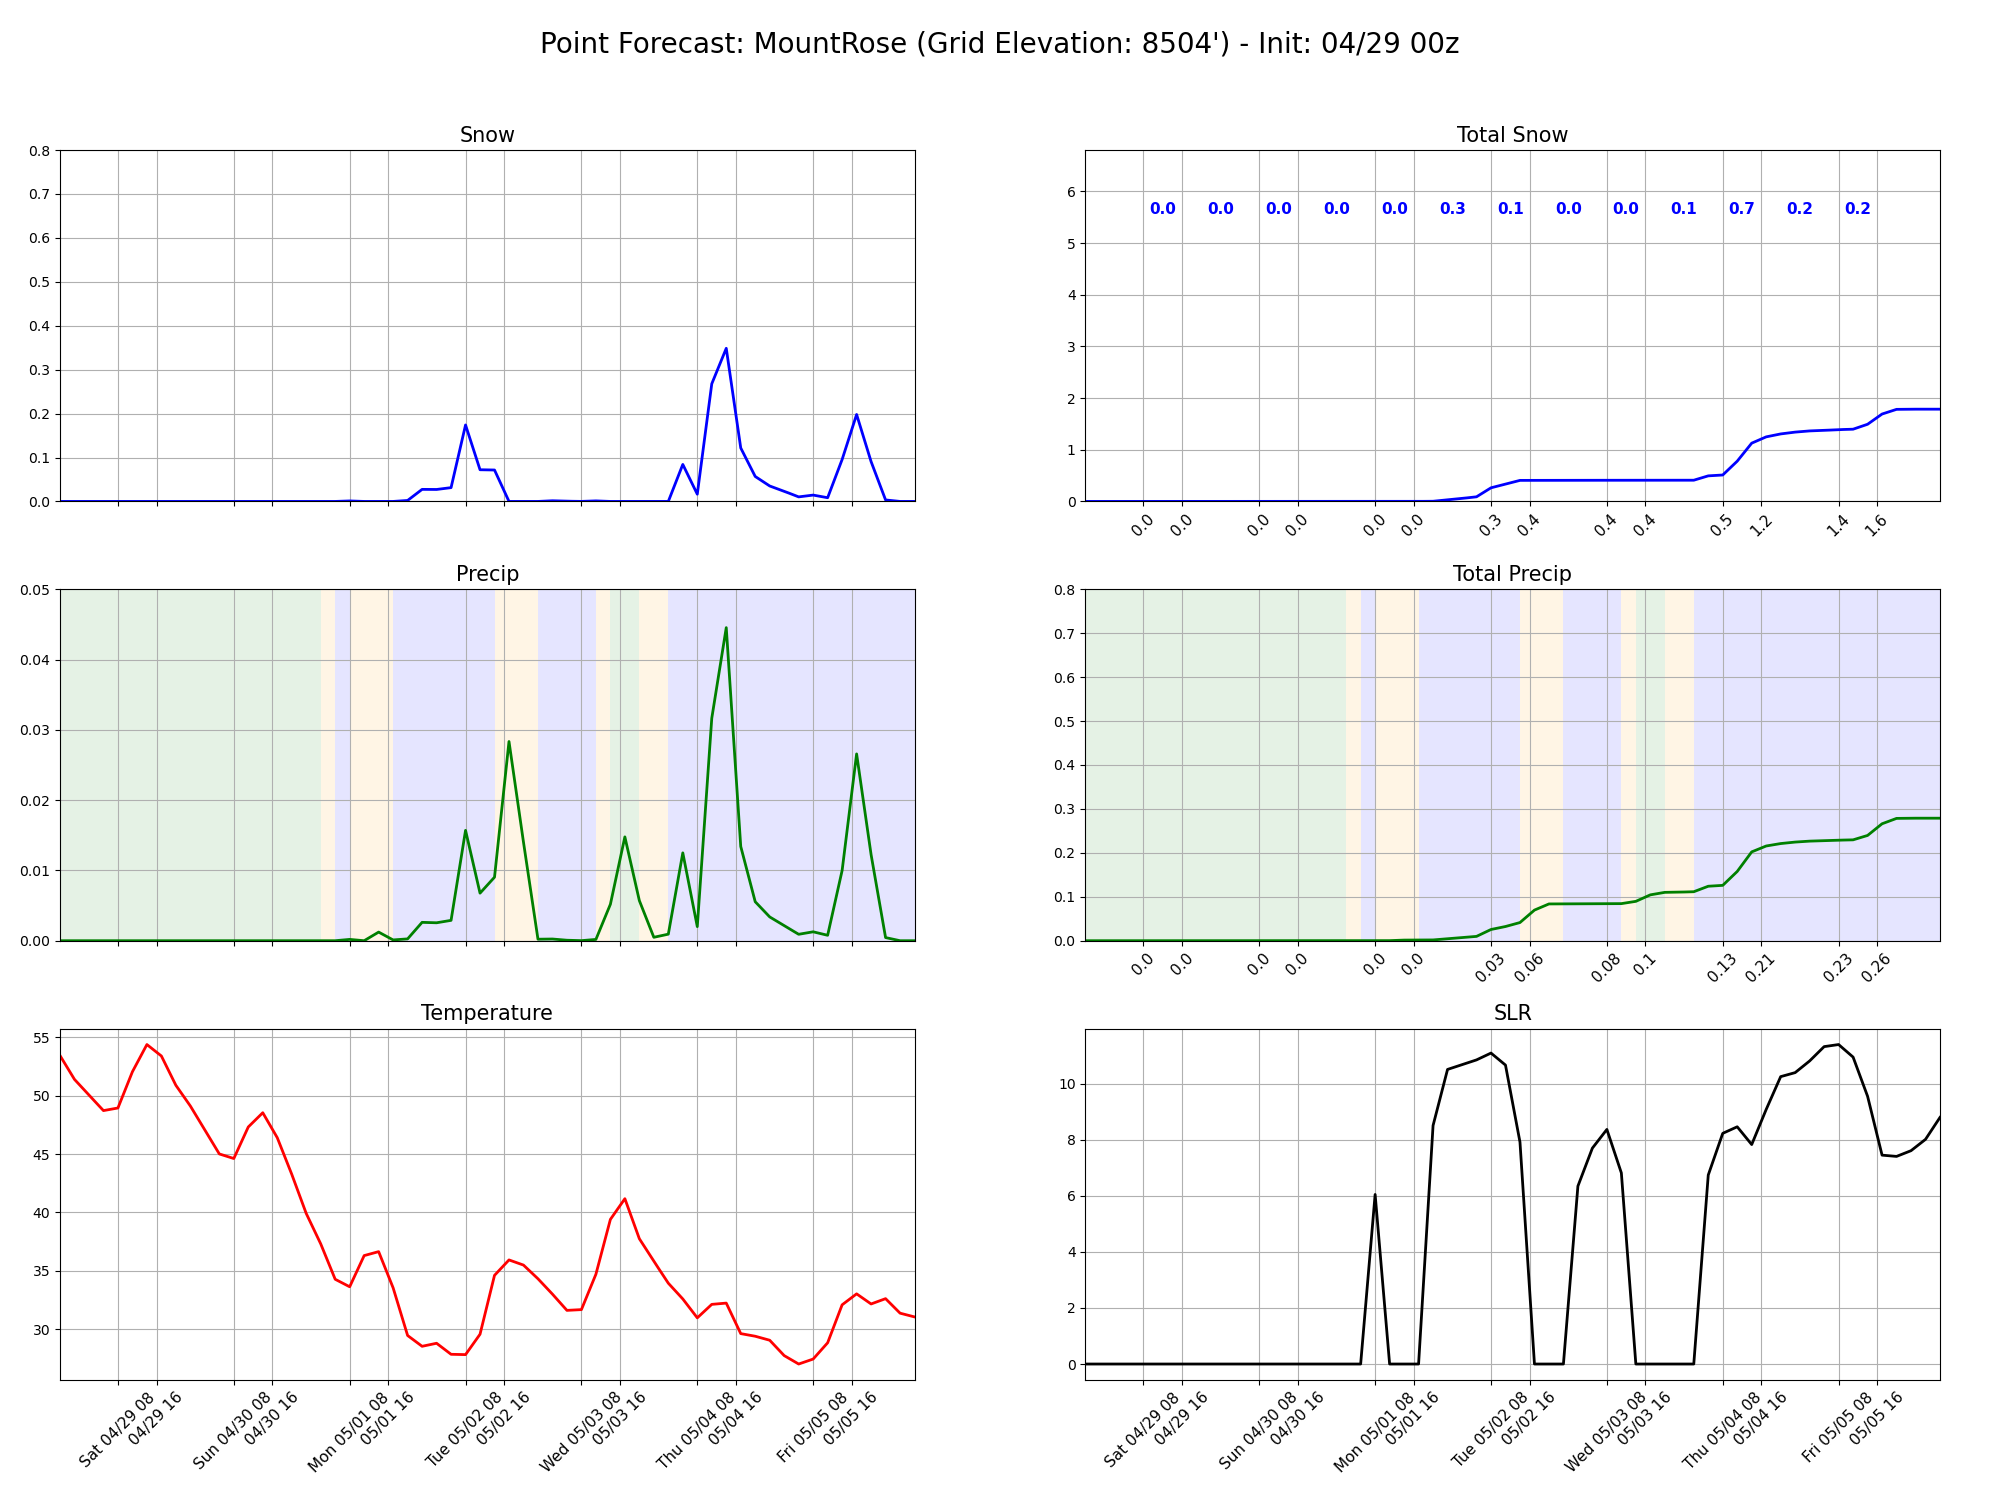 Point Forecast: MountRose (Grid Elevation: 8504') - Init: 04/29 00z
Snow
0.8
0.7
0.6
0.5
0.4
0.3
0.2
0.1
0.0
Total Snow
6
5
4
3
2
1
0
0.0 0.0 0.0 0.0 0.0 0.3 0.1 0.0 0.0 0.1 0.7 0.2 0.2
0.0 0.0 0.0 0.0 0.0 0.0 0.3 0.4 0.4 0.4 0.5 1.2 1.4 1.6
Precip
0.05
0.04
0.03
0.02
0.01
0.00
Total Precip
0.8
0.7
0.6
0.5
0.4
0.3
0.2
0.1
0.0
0.0 0.0 0.0 0.0 0.0 0.0 0.03 0.06 0.08 0.1 0.13 0.21 0.23 0.26
Temperature
55
50
45
40
35
30
Sat 04/29 08
04/29 16
Sun 04/30 08
04/30 16
Mon 05/01 08
05/01 16
Tue 05/02 08
05/02 16
Wed 05/03 08
05/03 16
Thu 05/04 08
05/04 16
Fri 05/05 08
05/05 16
SLR
10
8
6
4
2
0
Sat 04/29 08
04/29 16
Sun 04/30 08
04/30 16
Mon 05/01 08
05/01 16
Tue 05/02 08
05/02 16
Wed 05/03 08
05/03 16
Thu 05/04 08
05/04 16
Fri 05/05 08
05/05 16